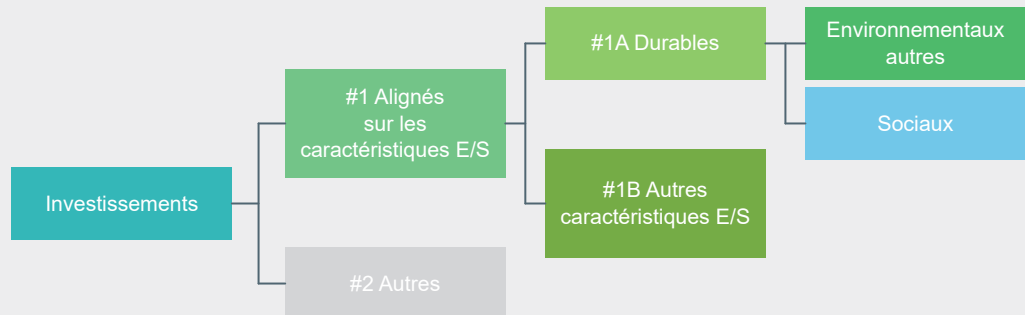 Investissements
#1 Alignés
sur les
caractéristiques E/S
#2 Autres
#1A Durables
#1B Autres
caractéristiques E/S
Environnementaux
autres
Sociaux